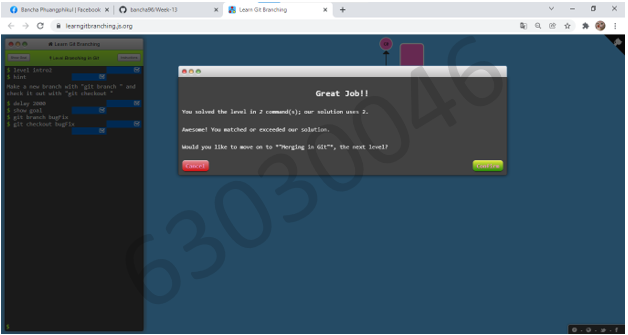 Bancha Phuangphikul | Facebook
bancha96/Week-13
Learn Git Branching
learngitbranching.js.org
Learn Git Branching
Level Branching in Git
$ level intro2
$ hint
Make a new branch with "git branch " and
check it out with "git checkout "
$ delay 2000
$ show goal
$ git branch bugFix
$ git checkout bugFix
$
Great Job!!
You solved the level in 2 command(s); our solution uses 2.
Awesome! You matched or exceeded our solution.
Would you like to move on to *"Merging in Git"*, the next level?
Cancel
63030046